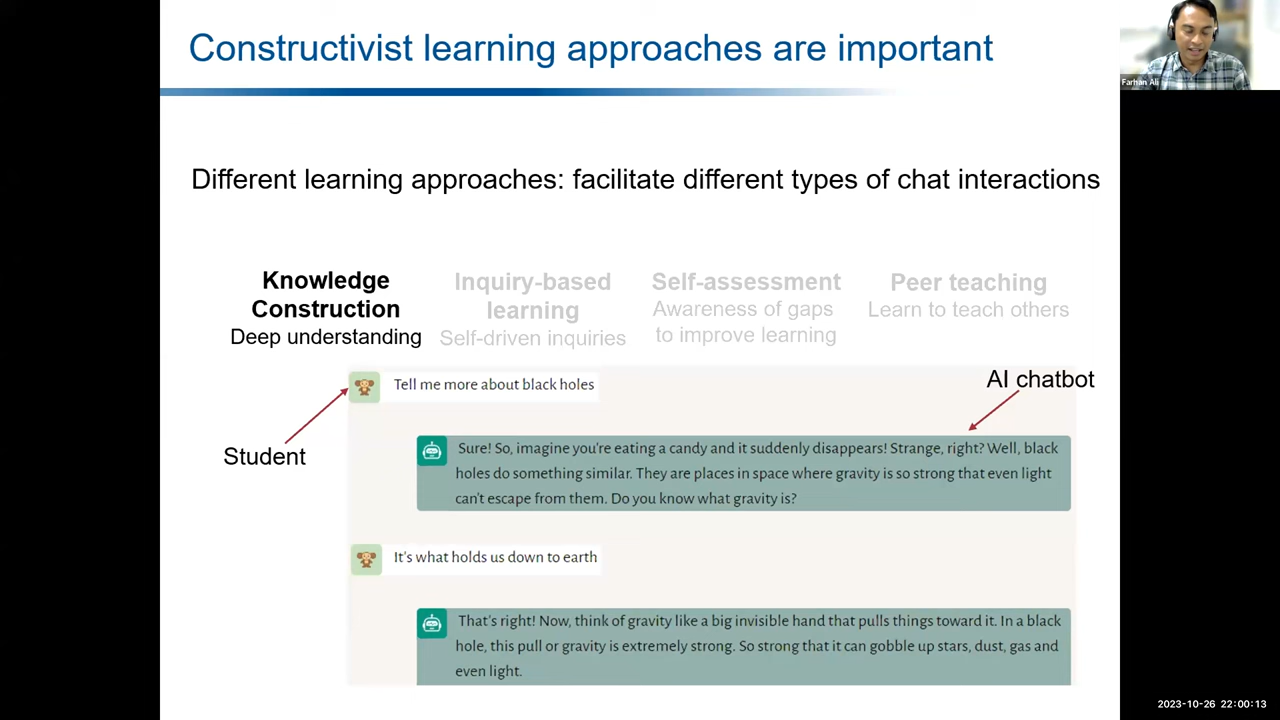 Constructivist learning approaches are important
Farhan Ali
Different learning approaches: facilitate different types of chat interactions
Knowledge
Construction
Deep understanding
Inquiry-based
learning
Self-driven inquiries
Self-assessment
Awareness of gaps
to improve learning
Peer teaching
Learn to teach others
Tell me more about black holes
AI chatbot
Student
Sure! So, imagine you're eating a candy and it suddenly disappears! Strange, right? Well, black
holes do something similar. They are places in space where gravity is so strong that even light
can't escape from them. Do you know what gravity is?
It's what holds us down to earth
That's right! Now, think of gravity like a big invisible hand that pulls things toward it. In a black
hole, this pull or gravity is extremely strong. So strong that it can gobble up stars, dust, gas and
even light.
2023-10-26 22:00:13